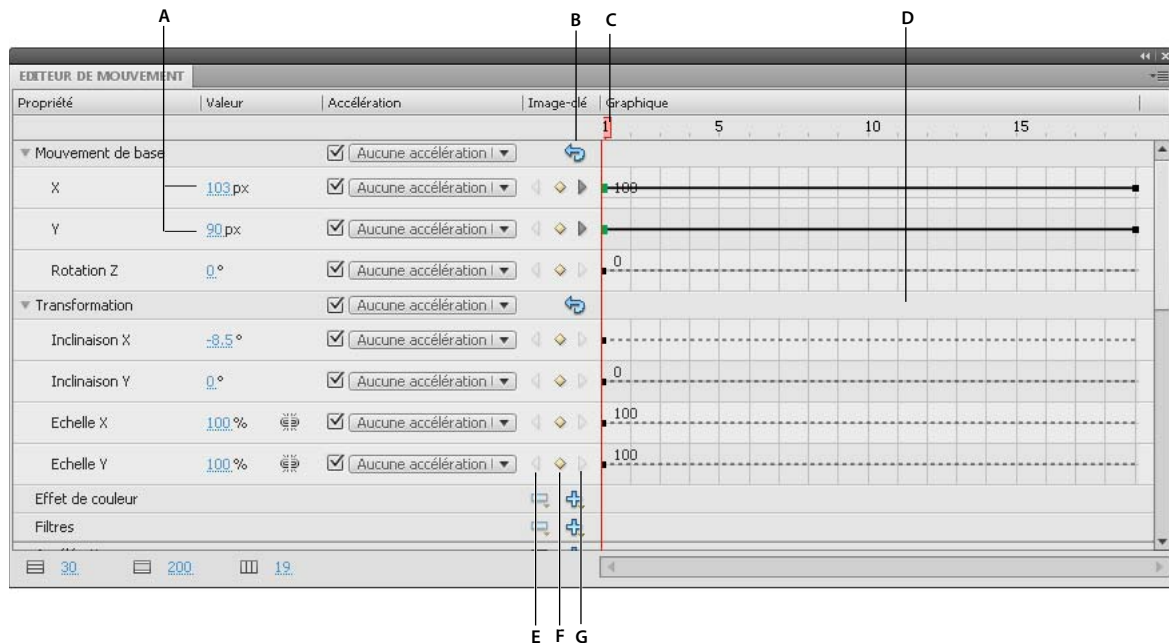 A B C D
EDITEUR DE MOUVEMENT
Propriété Valeur Accélération Image-clé Graphique
1 5 10 15
Mouvement de base Aucune accélération
X 103 px Aucune accélération 100
Y 90 px Aucune accélération
Rotation Z 0 ° Aucune accélération 0
Transformation Aucune accélération
Inclinaison X -8,5 ° Aucune accélération
Inclinaison Y 0 ° Aucune accélération 0
Echelle X 100 % Aucune accélération 100
Echelle Y 100 % Aucune accélération 100
Effet de couleur
Filtres
30 200 19
E F G